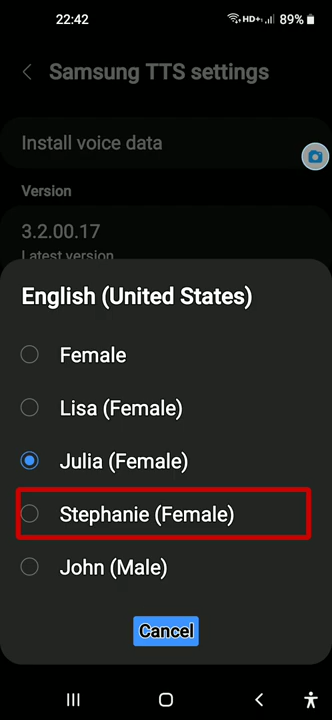 22:42
HD+
89%
Samsung TTS settings
Install voice data
Version
3.2.00.17
Latest version
English (United States)
Female
Lisa (Female)
Julia (Female)
Stephanie (Female)
John (Male)
Cancel